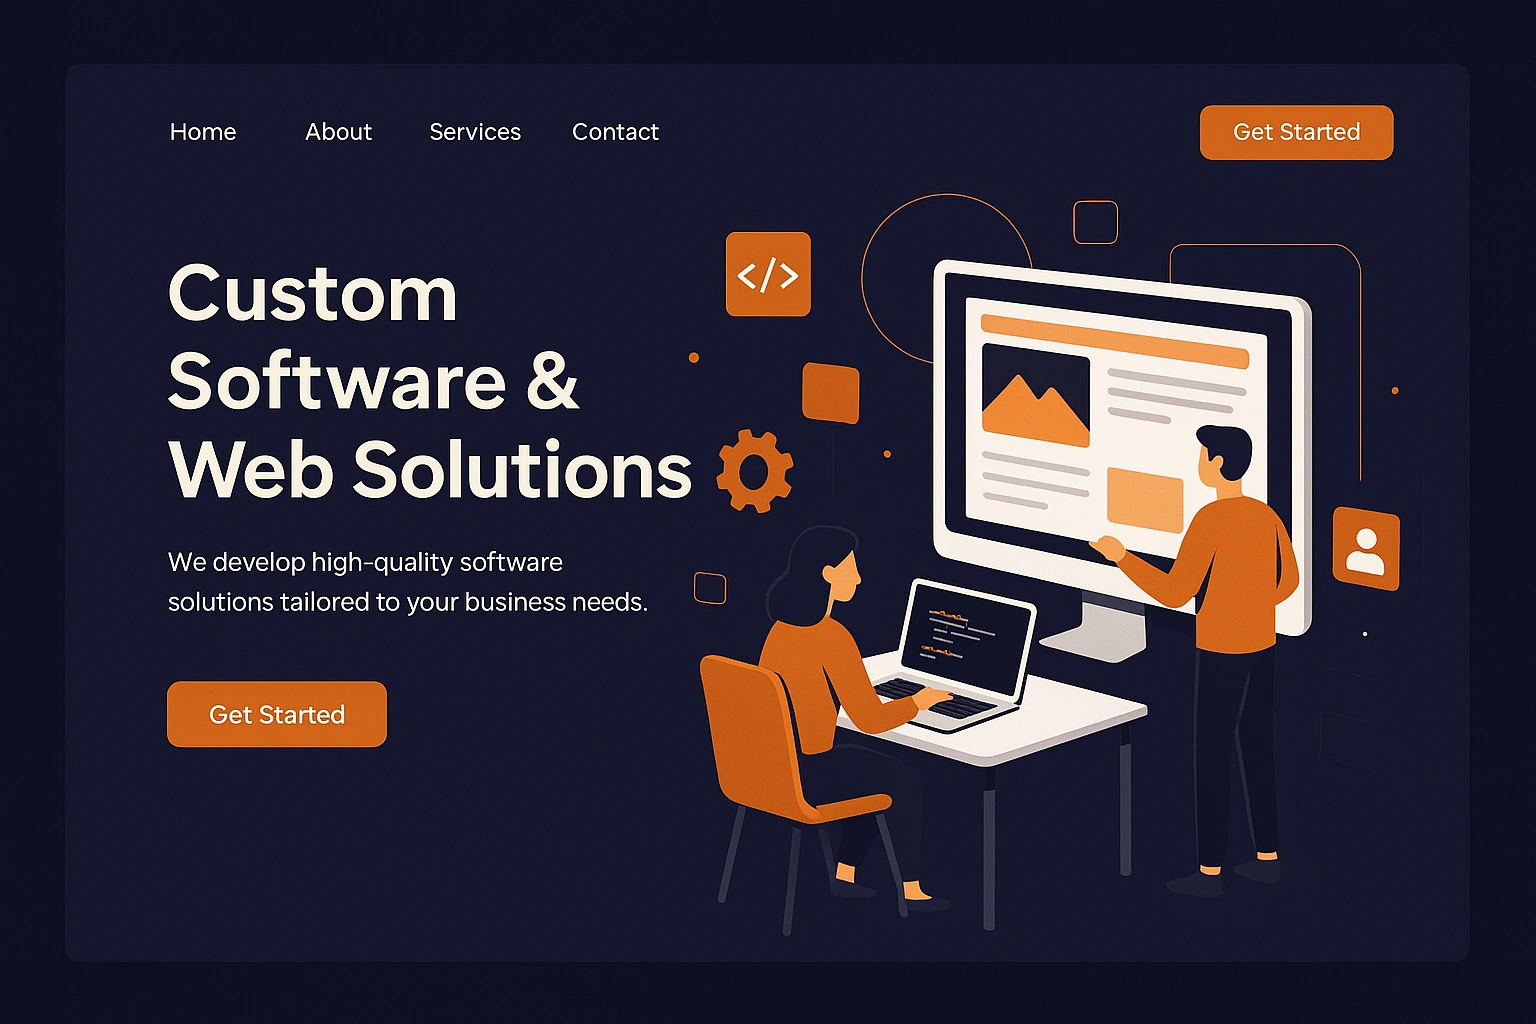 Home About Services Contact Get Started
</>
Custom
Software &
Web Solutions
We develop high-quality software
solutions tailored to your business needs.
Get Started